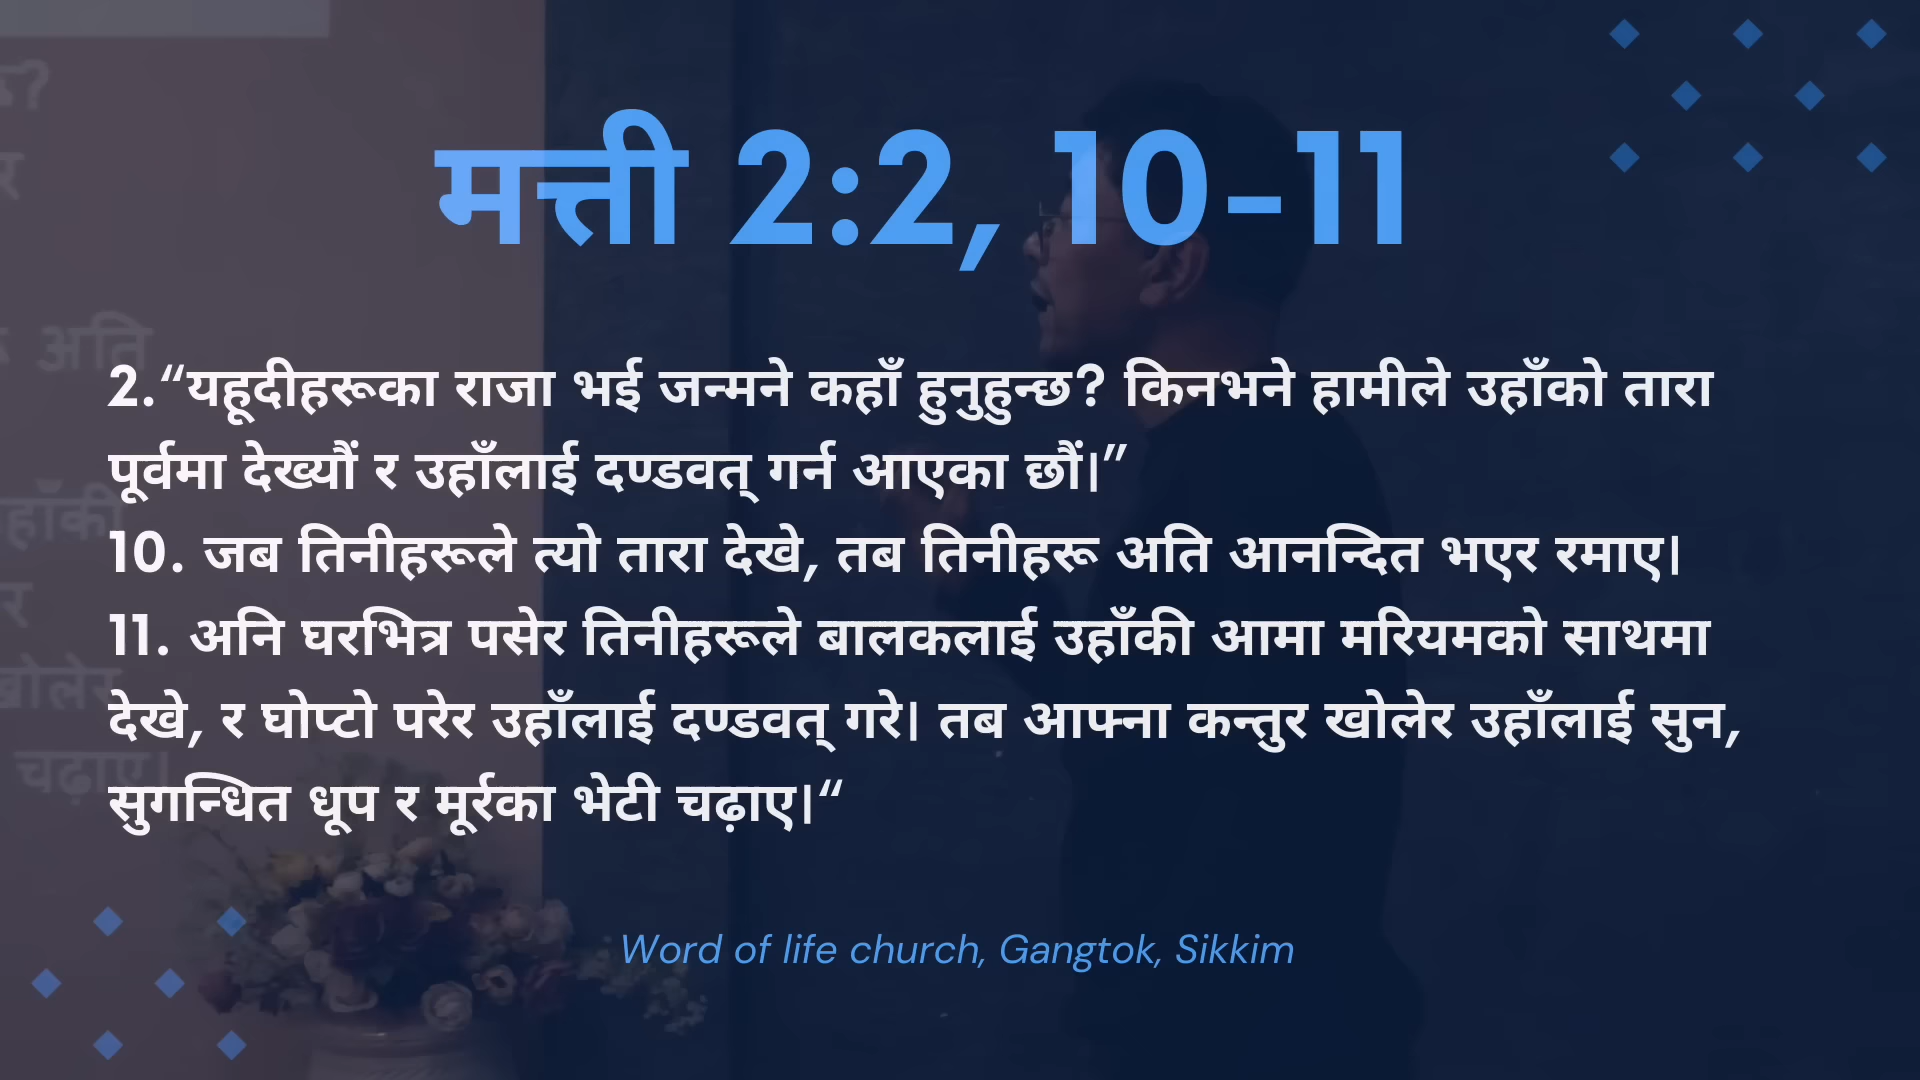 मत्ती 2:2, 10-11
2.“यहूदीहरूका राजा भई जन्मने कहाँ हुनुहुन्छ? किनभने हामीले उहाँको तारा
पूर्वमा देख्यौं र उहाँलाई दण्डवत् गर्न आएका छौं।”
10. जब तिनीहरूले त्यो तारा देखे, तब तिनीहरू अति आनन्दित भएर रमाए।
11. अनि घरभित्र पसेर तिनीहरूले बालकलाई उहाँकी आमा मरियमको साथमा
देखे, र घोप्टो परेर उहाँलाई दण्डवत् गरे। तब आफ्ना कन्तुर खोलेर उहाँलाई सुन,
सुगन्धित धूप र मूर्रका भेटी चढ़ाए।“
Word of life church, Gangtok, Sikkim
अति
र
चढ़ाए।